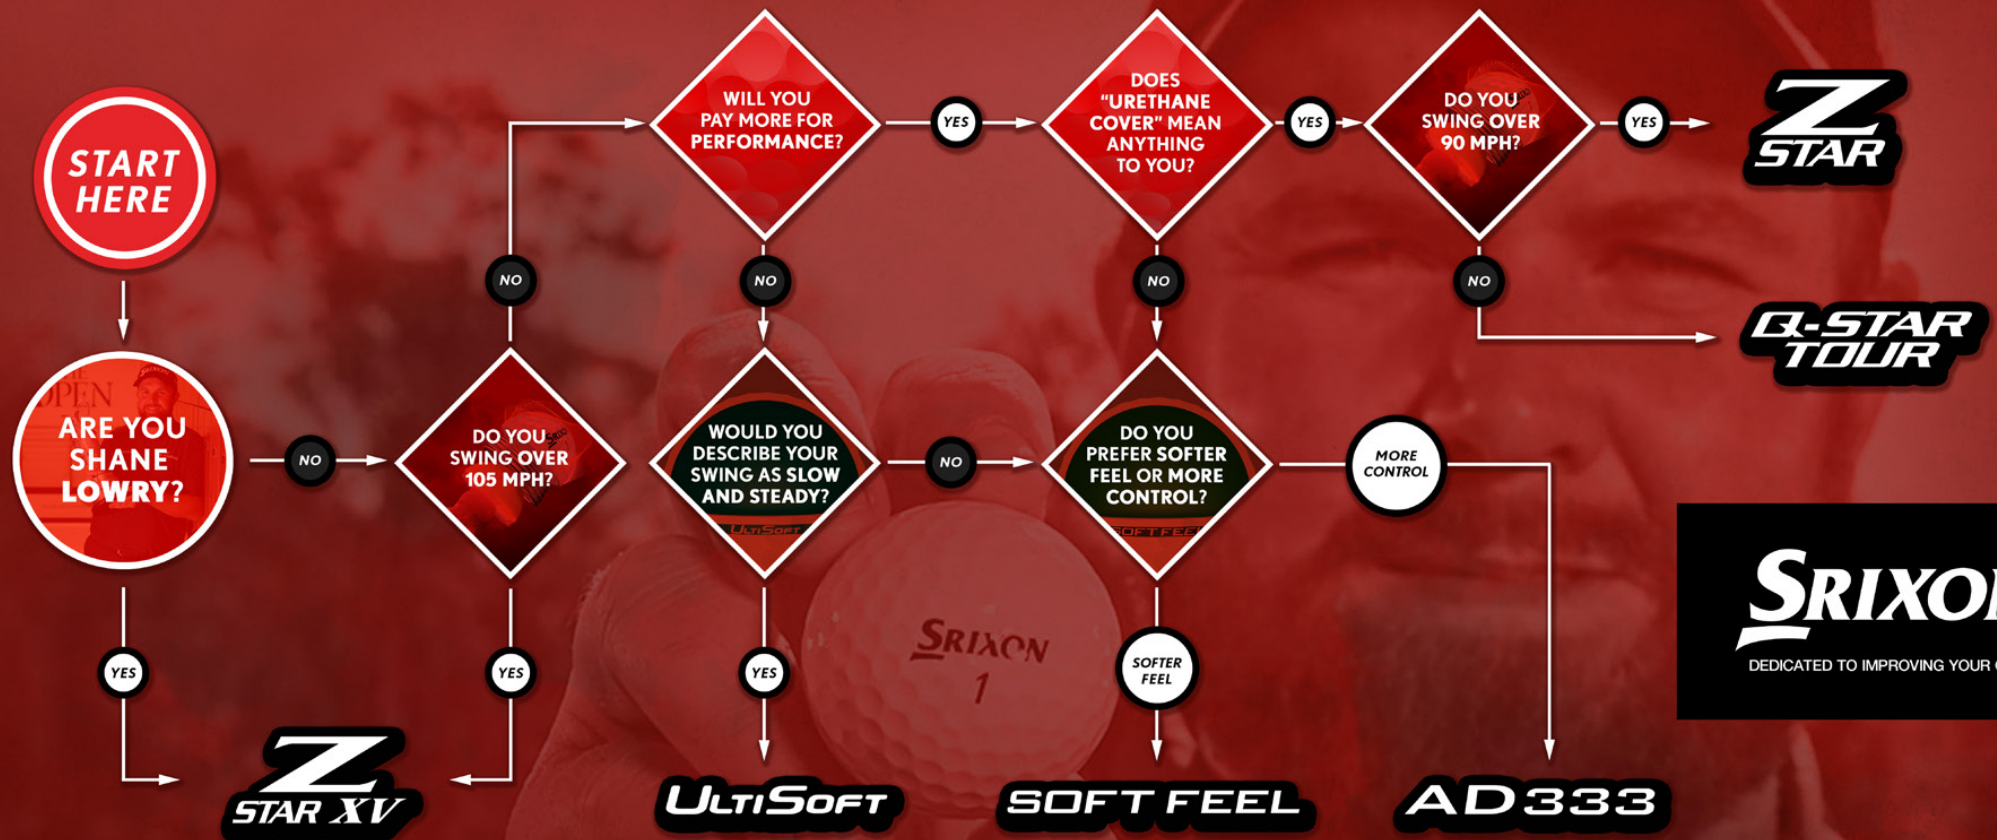 START
HERE
ARE YOU
SHANE
LOWRY?
NO
YES
DO YOU
SWING OVER
105 MPH?
NO
YES
Z
STAR XV
WILL YOU
PAY MORE FOR
PERFORMANCE?
YES
NO
WOULD YOU
DESCRIBE YOUR
SWING AS SLOW
AND STEADY?
ULTISOFT
NO
YES
ULTISOFT
DOES
"URETHANE
COVER" MEAN
ANYTHING
TO YOU?
YES
NO
DO YOU
PREFER SOFTER
FEEL OR MORE
CONTROL?
SOFT FEEL
MORE
CONTROL
SOFTER
FEEL
SOFT FEEL
AD333
DO YOU
SWING OVER
90 MPH?
YES
NO
Z
STAR
Q-STAR
TOUR
SRIXON
1
SRIXON
DEDICATED TO IMPROVING YOUR
OPEN